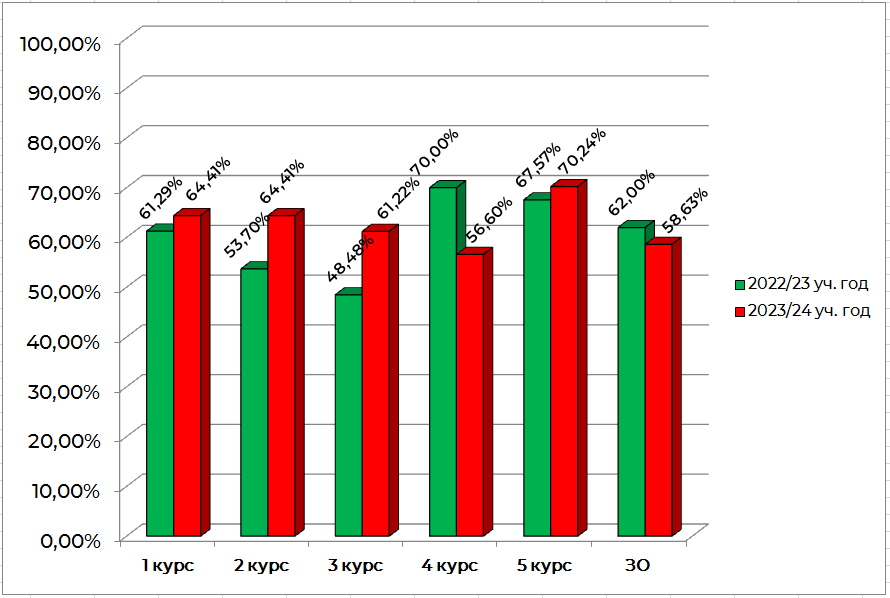 100,00%
90,00%
80,00%
70,00%
60,00%
50,00%
40,00%
30,00%
20,00%
10,00%
0,00%
61,29%
64,41%
53,70%
64,41%
48,48%
61,22%
70,00%
56,60%
67,57%
70,24%
62,00%
58,63%
1 курс
2 курс
3 курс
4 курс
5 курс
ЗО
2022/23 уч. год
2023/24 уч. год